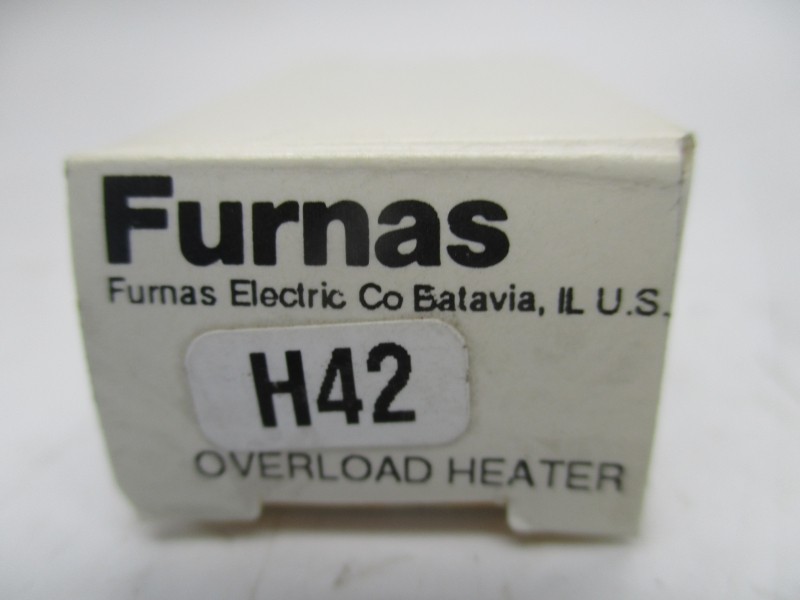 Furnas
Furnas Electric Co Batavia, IL U.S.
H42
OVERLOAD HEATER